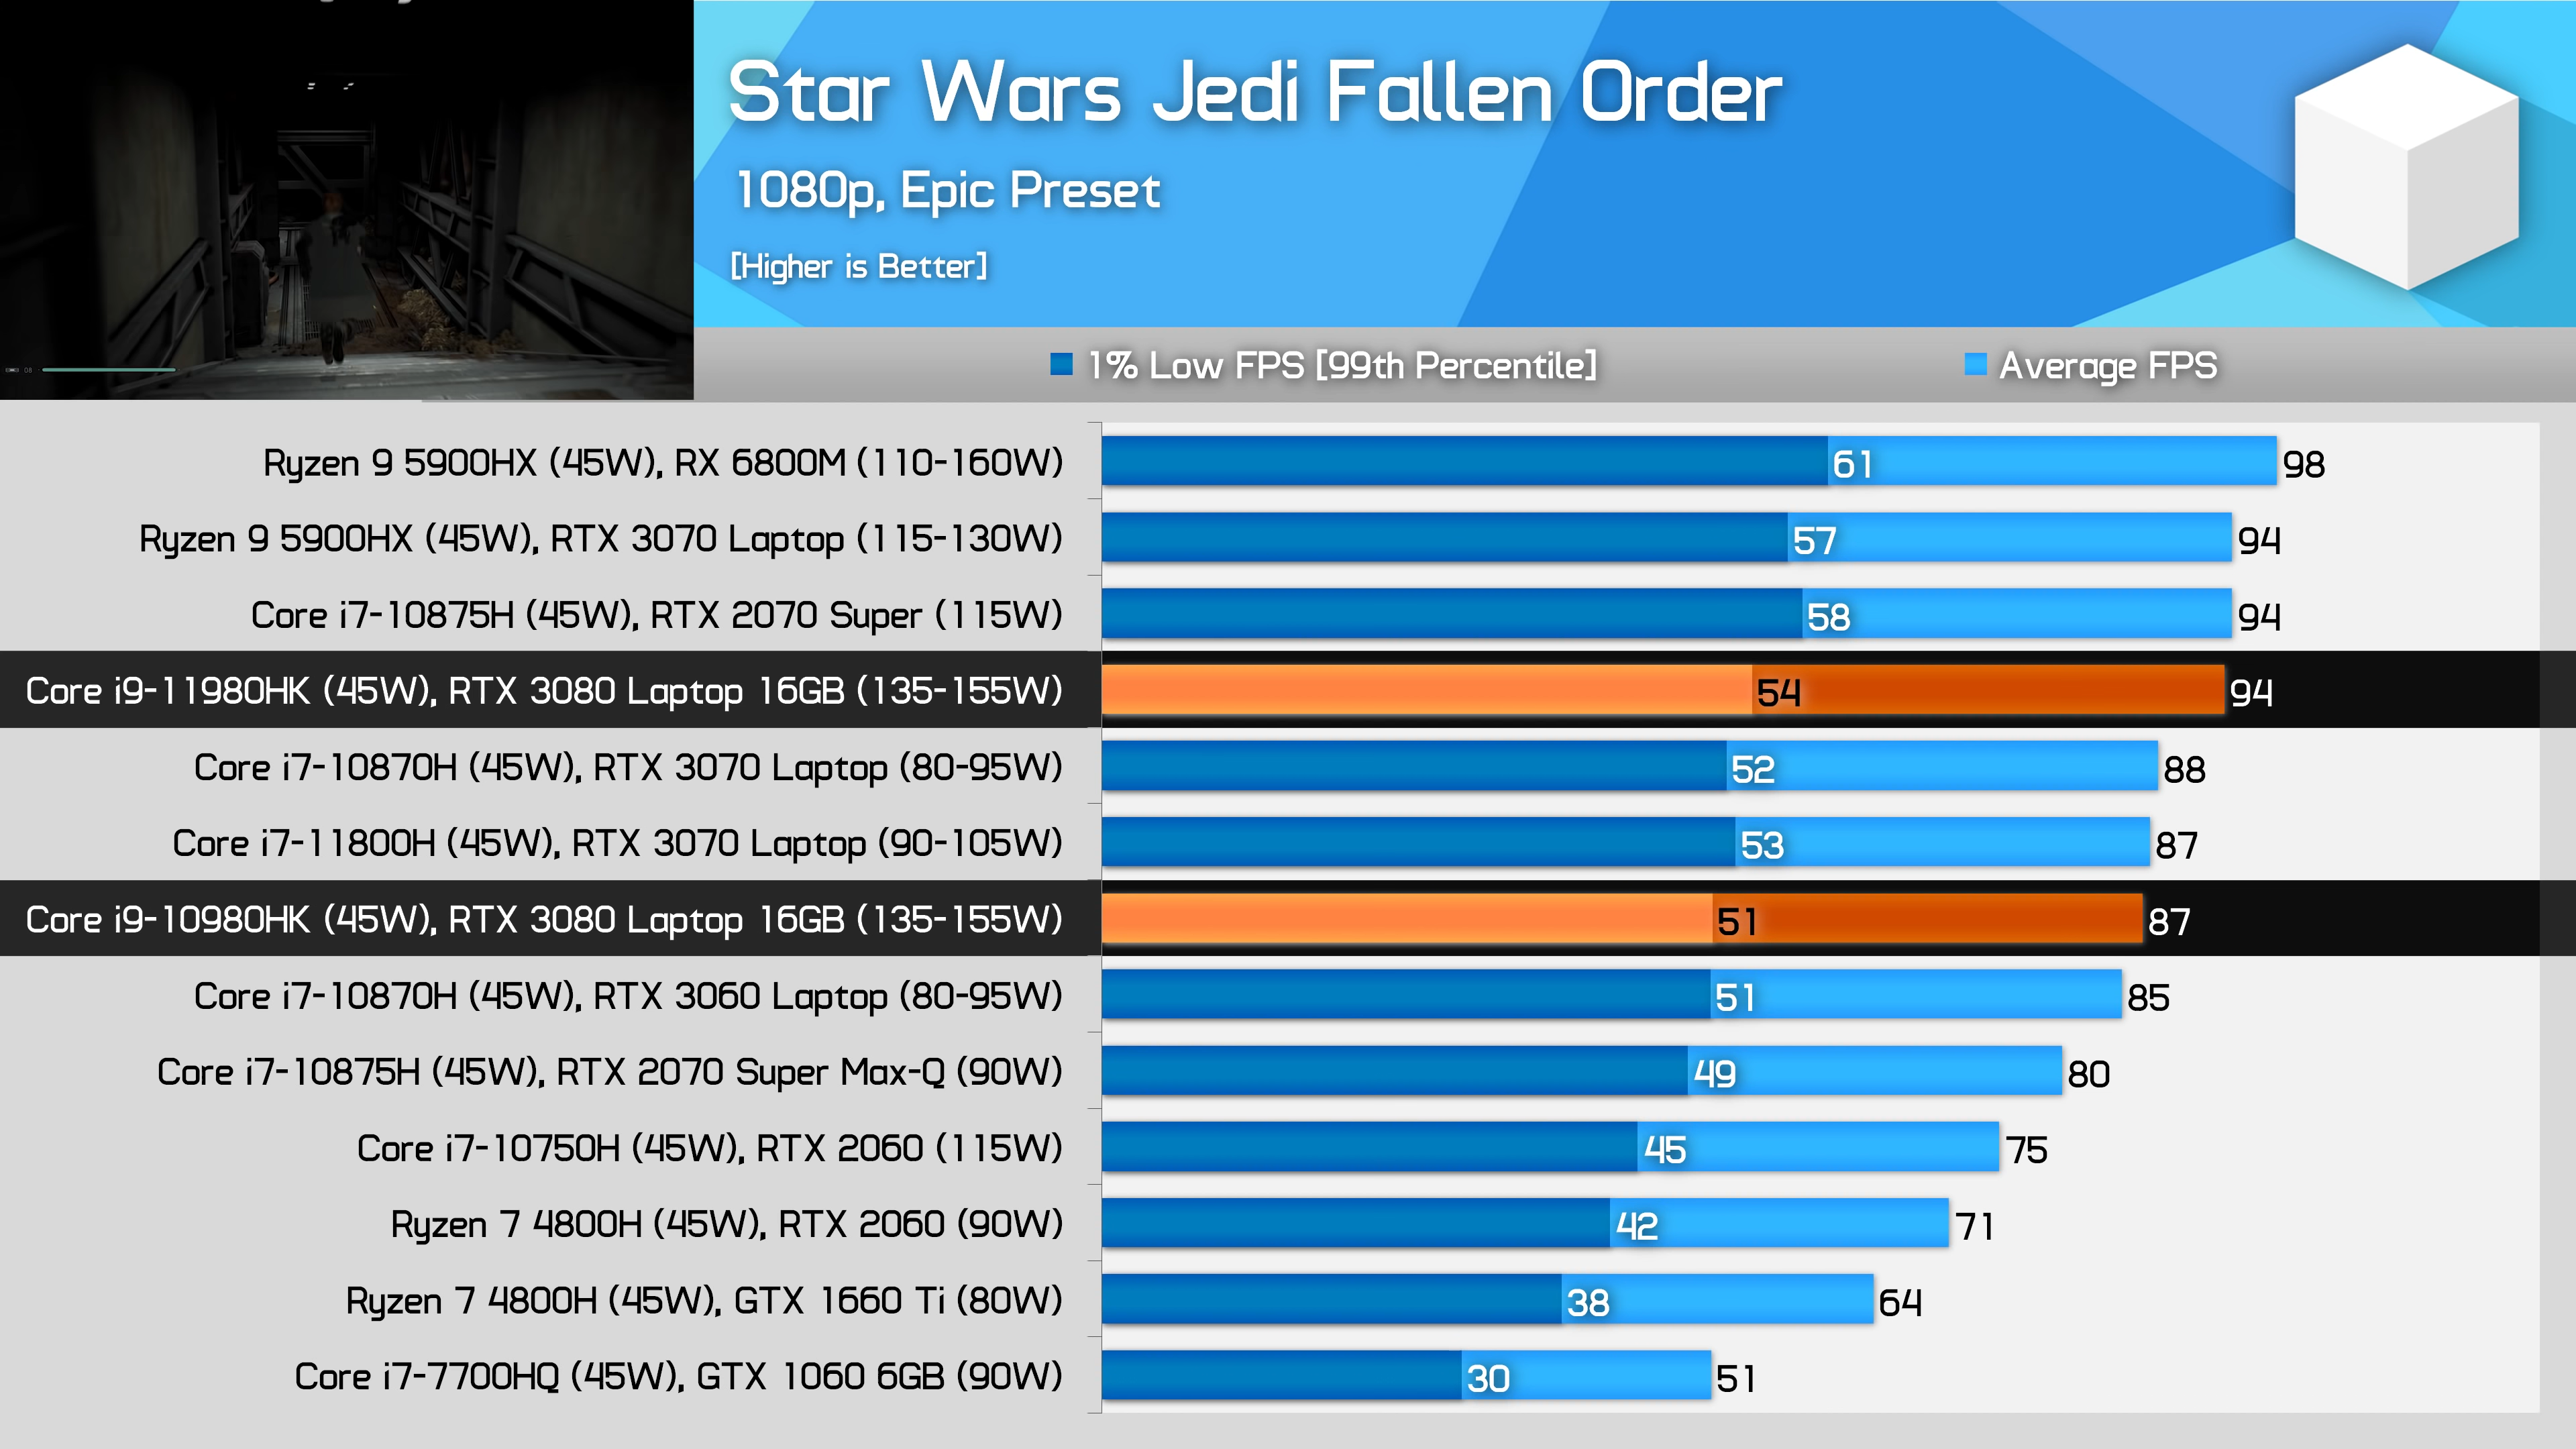 Star Wars Jedi Fallen Order
1080p, Epic Preset
[Higher is Better]
1% Low FPS [99th Percentile] Average FPS
Ryzen 9 5900HX (45W), RX 6800M (110-160W) 61 98
Ryzen 9 5900HX (45W), RTX 3070 Laptop (115-130W) 57 94
Core i7-10875H (45W), RTX 2070 Super (115W) 58 94
Core i9-11980HK (45W), RTX 3080 Laptop 16GB (135-155W) 54 94
Core i7-10870H (45W), RTX 3070 Laptop (80-95W) 52 88
Core i7-11800H (45W), RTX 3070 Laptop (90-105W) 53 87
Core i9-10980HK (45W), RTX 3080 Laptop 16GB (135-155W) 51 87
Core i7-10870H (45W), RTX 3060 Laptop (80-95W) 51 85
Core i7-10875H (45W), RTX 2070 Super Max-Q (90W) 49 80
Core i7-10750H (45W), RTX 2060 (115W) 45 75
Ryzen 7 4800H (45W), RTX 2060 (90W) 42 71
Ryzen 7 4800H (45W), GTX 1660 Ti (80W) 38 64
Core i7-7700HQ (45W), GTX 1060 6GB (90W) 30 51